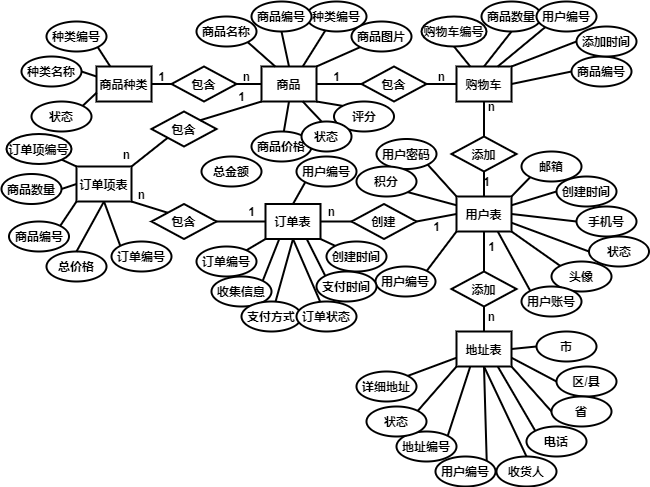 种类编号
种类名称
状态
商品种类
1
包含
n
商品名称
商品编号
种类编号
商品图片
商品
评分
状态
商品价格
1
包含
n
购物车编号
商品数量
用户编号
添加时间
商品编号
购物车
1
包含
n
订单项编号
商品数量
商品编号
总价格
订单编号
订单项表
n
包含
1
总金额
用户编号
订单表
订单编号
收集信息
支付方式
订单状态
支付时间
创建时间
n
创建
1
n
添加
1
用户密码
积分
用户编号
用户表
邮箱
创建时间
手机号
状态
头像
用户账号
1
添加
n
地址表
市
区/县
省
电话
收货人
用户编号
地址编号
状态
详细地址